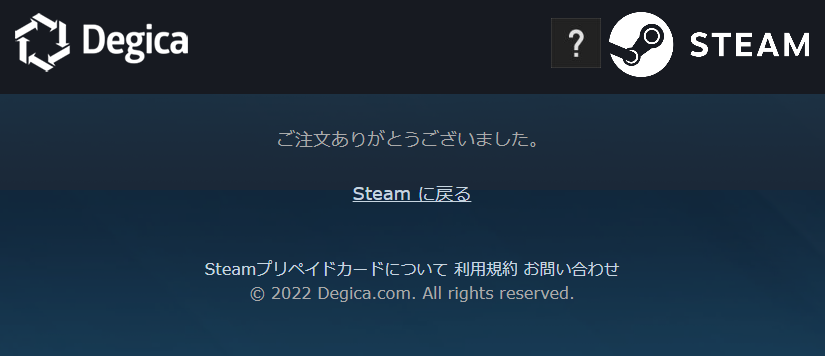 Degica
? STEAM
ご注文ありがとうございました。
Steam に戻る
Steamプリペイドカードについて 利用規約 お問い合わせ
© 2022 Degica.com. All rights reserved.